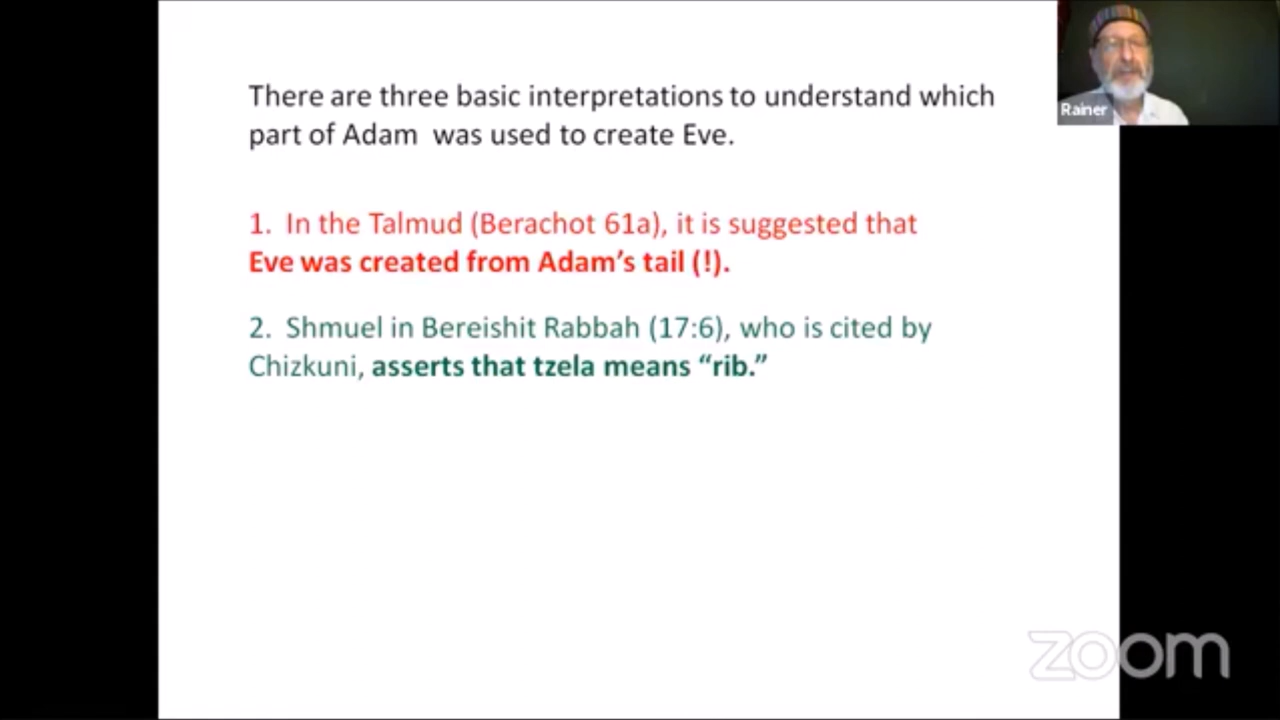 There are three basic interpretations to understand which
part of Adam was used to create Eve.
1. In the Talmud (Berachot 61a), it is suggested that
Eve was created from Adam’s tail (!).
2. Shmuel in Bereishit Rabbah (17:6), who is cited by
Chizkuni, asserts that tzela means “rib.”
Rainer
zoom